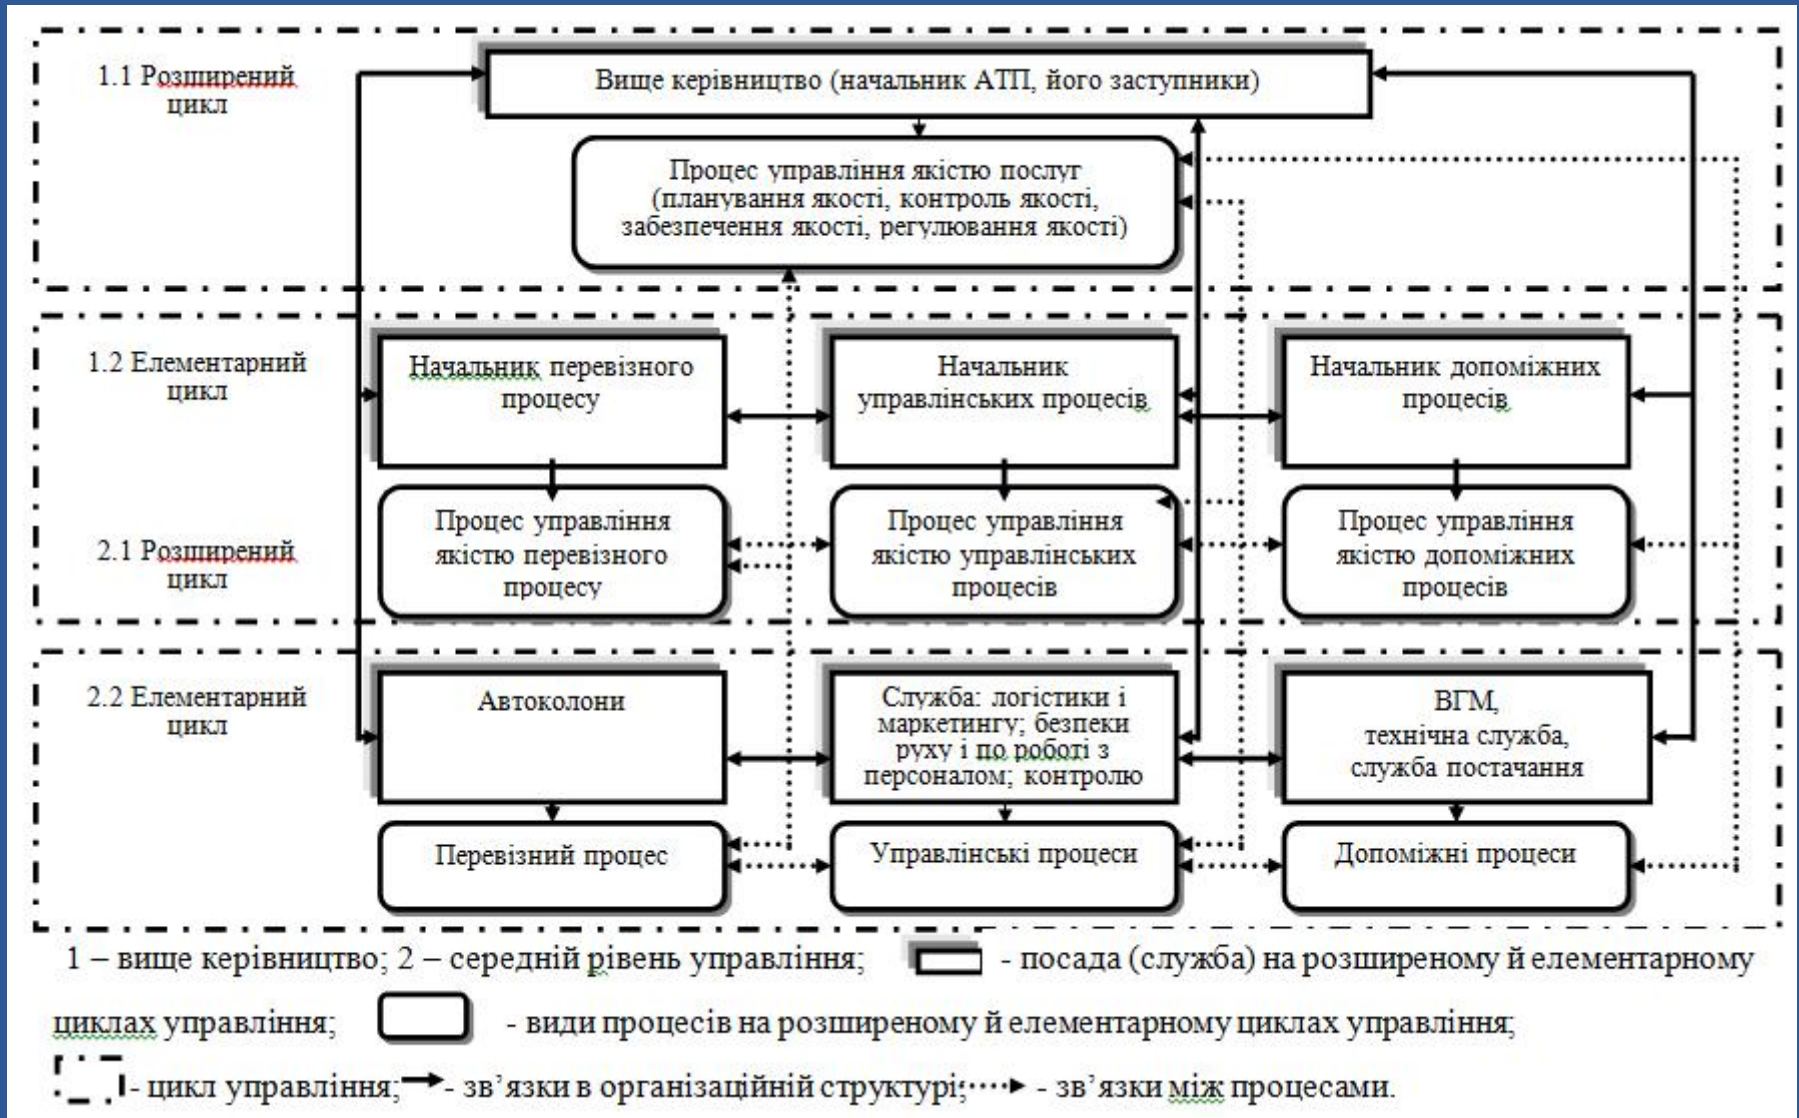 1.1 Розширений
цикл
Вище керівництво (начальник АТП, його заступники)
Процес управління якістю послуг
(планування якості, контроль якості,
забезпечення якості, регулювання якості)
1.2 Елементарний
цикл
Начальник перевізного
процесу
Начальник
управлінських процесів
Начальник допоміжних
процесів
2.1 Розширений
цикл
Процес управління
якістю перевізного
процесу
Процес управління
якістю управлінських
процесів
Процес управління
якістю допоміжних
процесів
2.2 Елементарний
цикл
Автоколони
Служба: логістики і
маркетингу; безпеки
руху і по роботі з
персоналом; контролю
ВГМ,
технічна служба,
служба постачання
Перевізний процес
Управлінські процеси
Допоміжні процеси
1 – вище керівництво; 2 – середній рівень управління; - посада (служба) на розширеному й елементарному
циклах управління; - види процесів на розширеному й елементарному циклах управління;
- цикл управління; - зв’язки в організаційній структурі; - зв’язки між процесами.